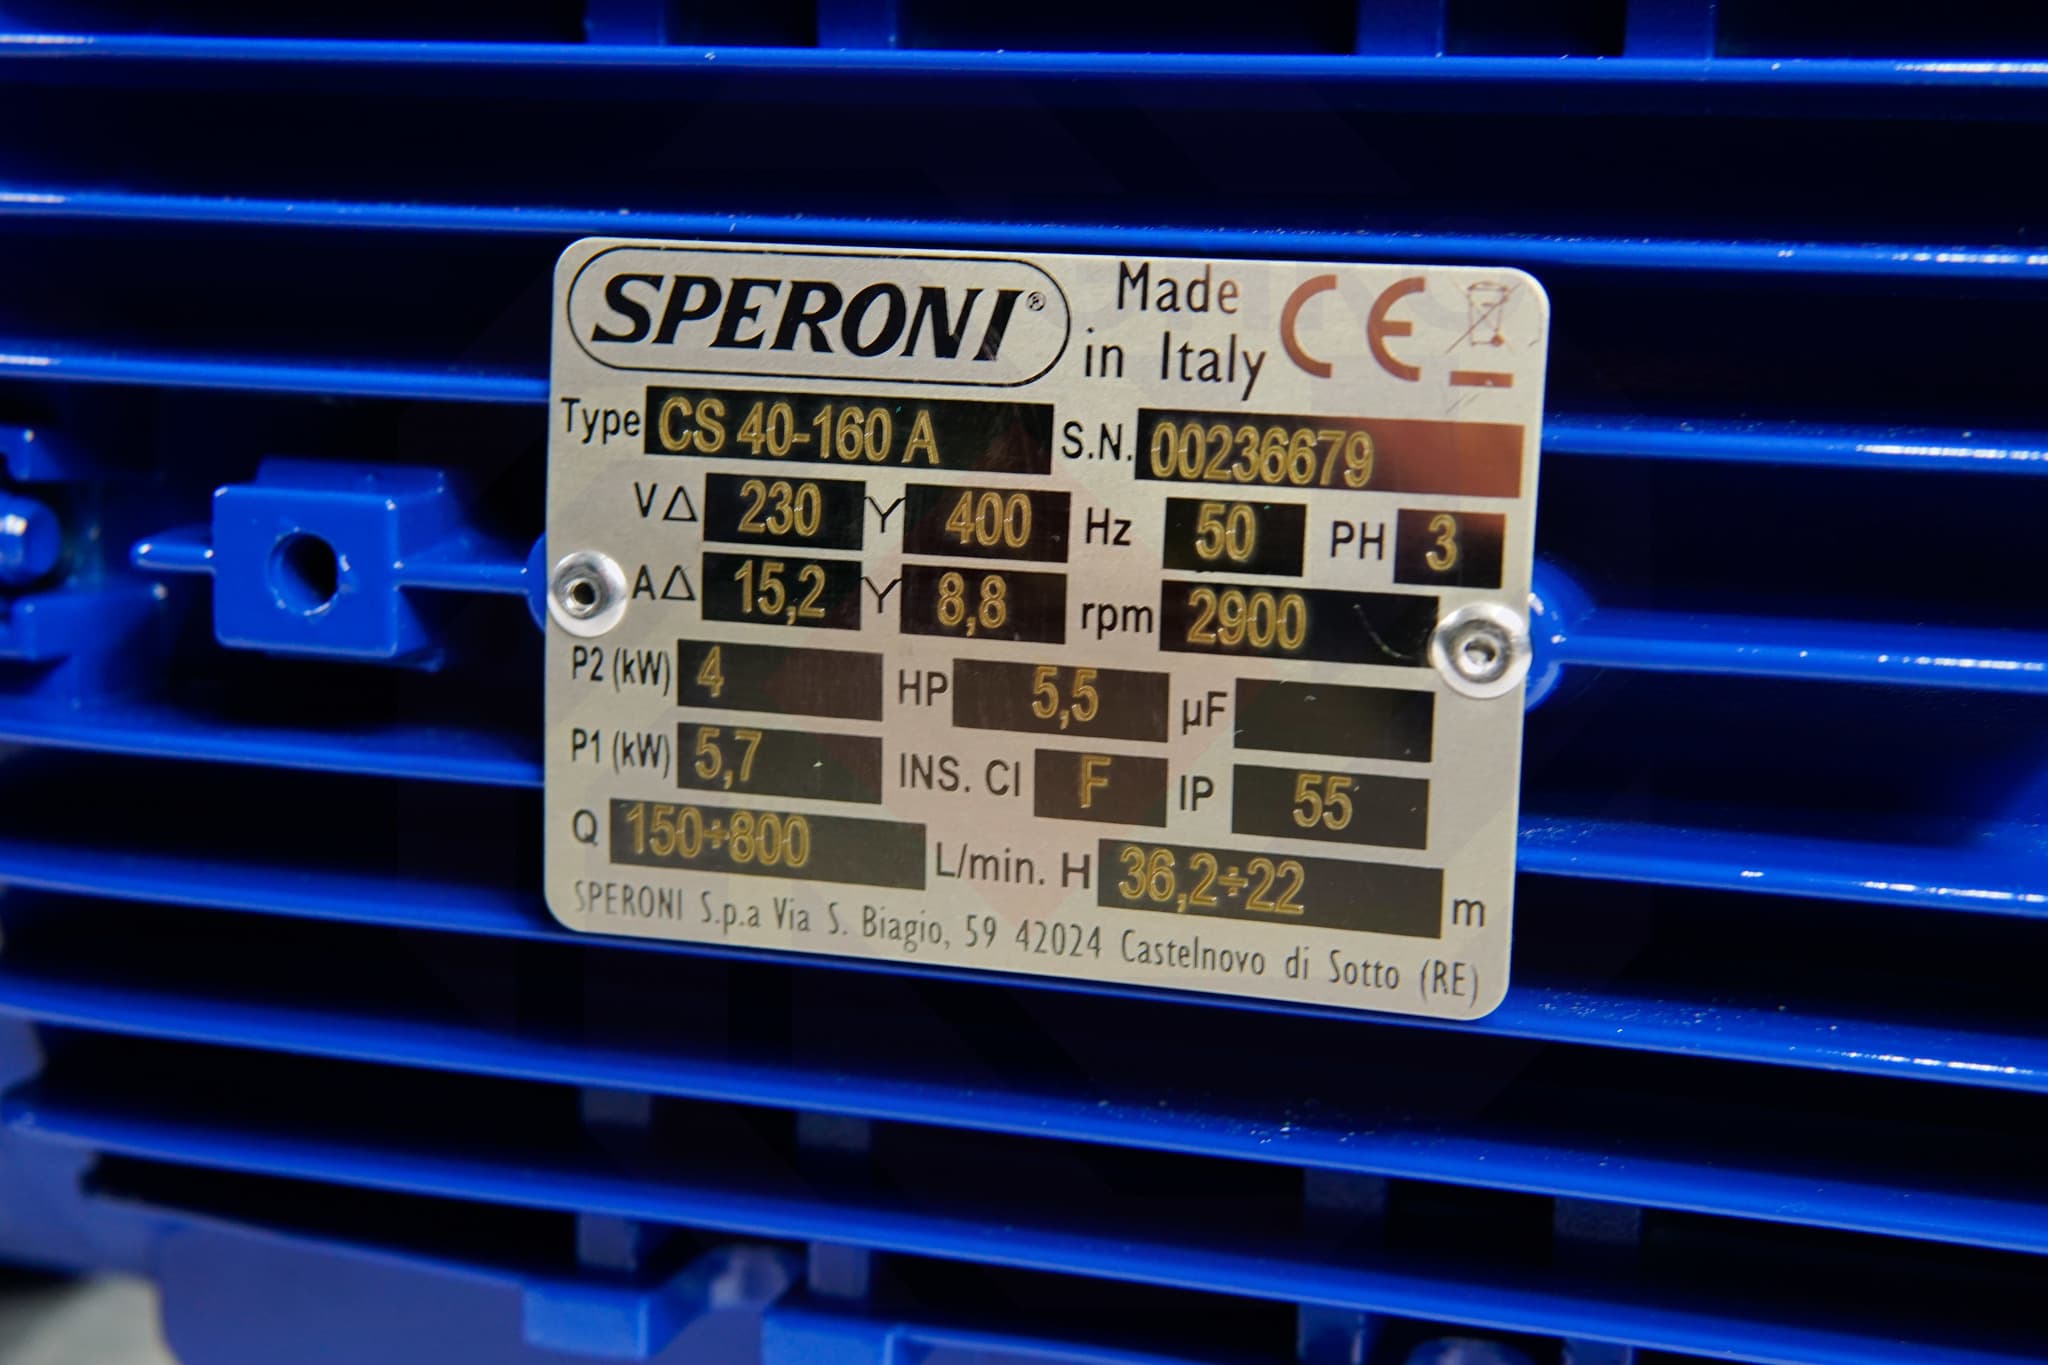 SPERONI®
Made
in Italy
CE
Type CS 40-160 A S.N. 00236679
V△ 230 Y 400 Hz 50 PH 3
A△ 15,2 Y 8,8 rpm 2900
P2 (kW) 4 HP 5,5 µF
P1 (kW) 5,7 INS. Cl F IP 55
Q 150÷800 L/min. H 36,2÷22 m
SPERONI S.p.a Via S. Biagio, 59 42024 Castelnovo di Sotto (RE)